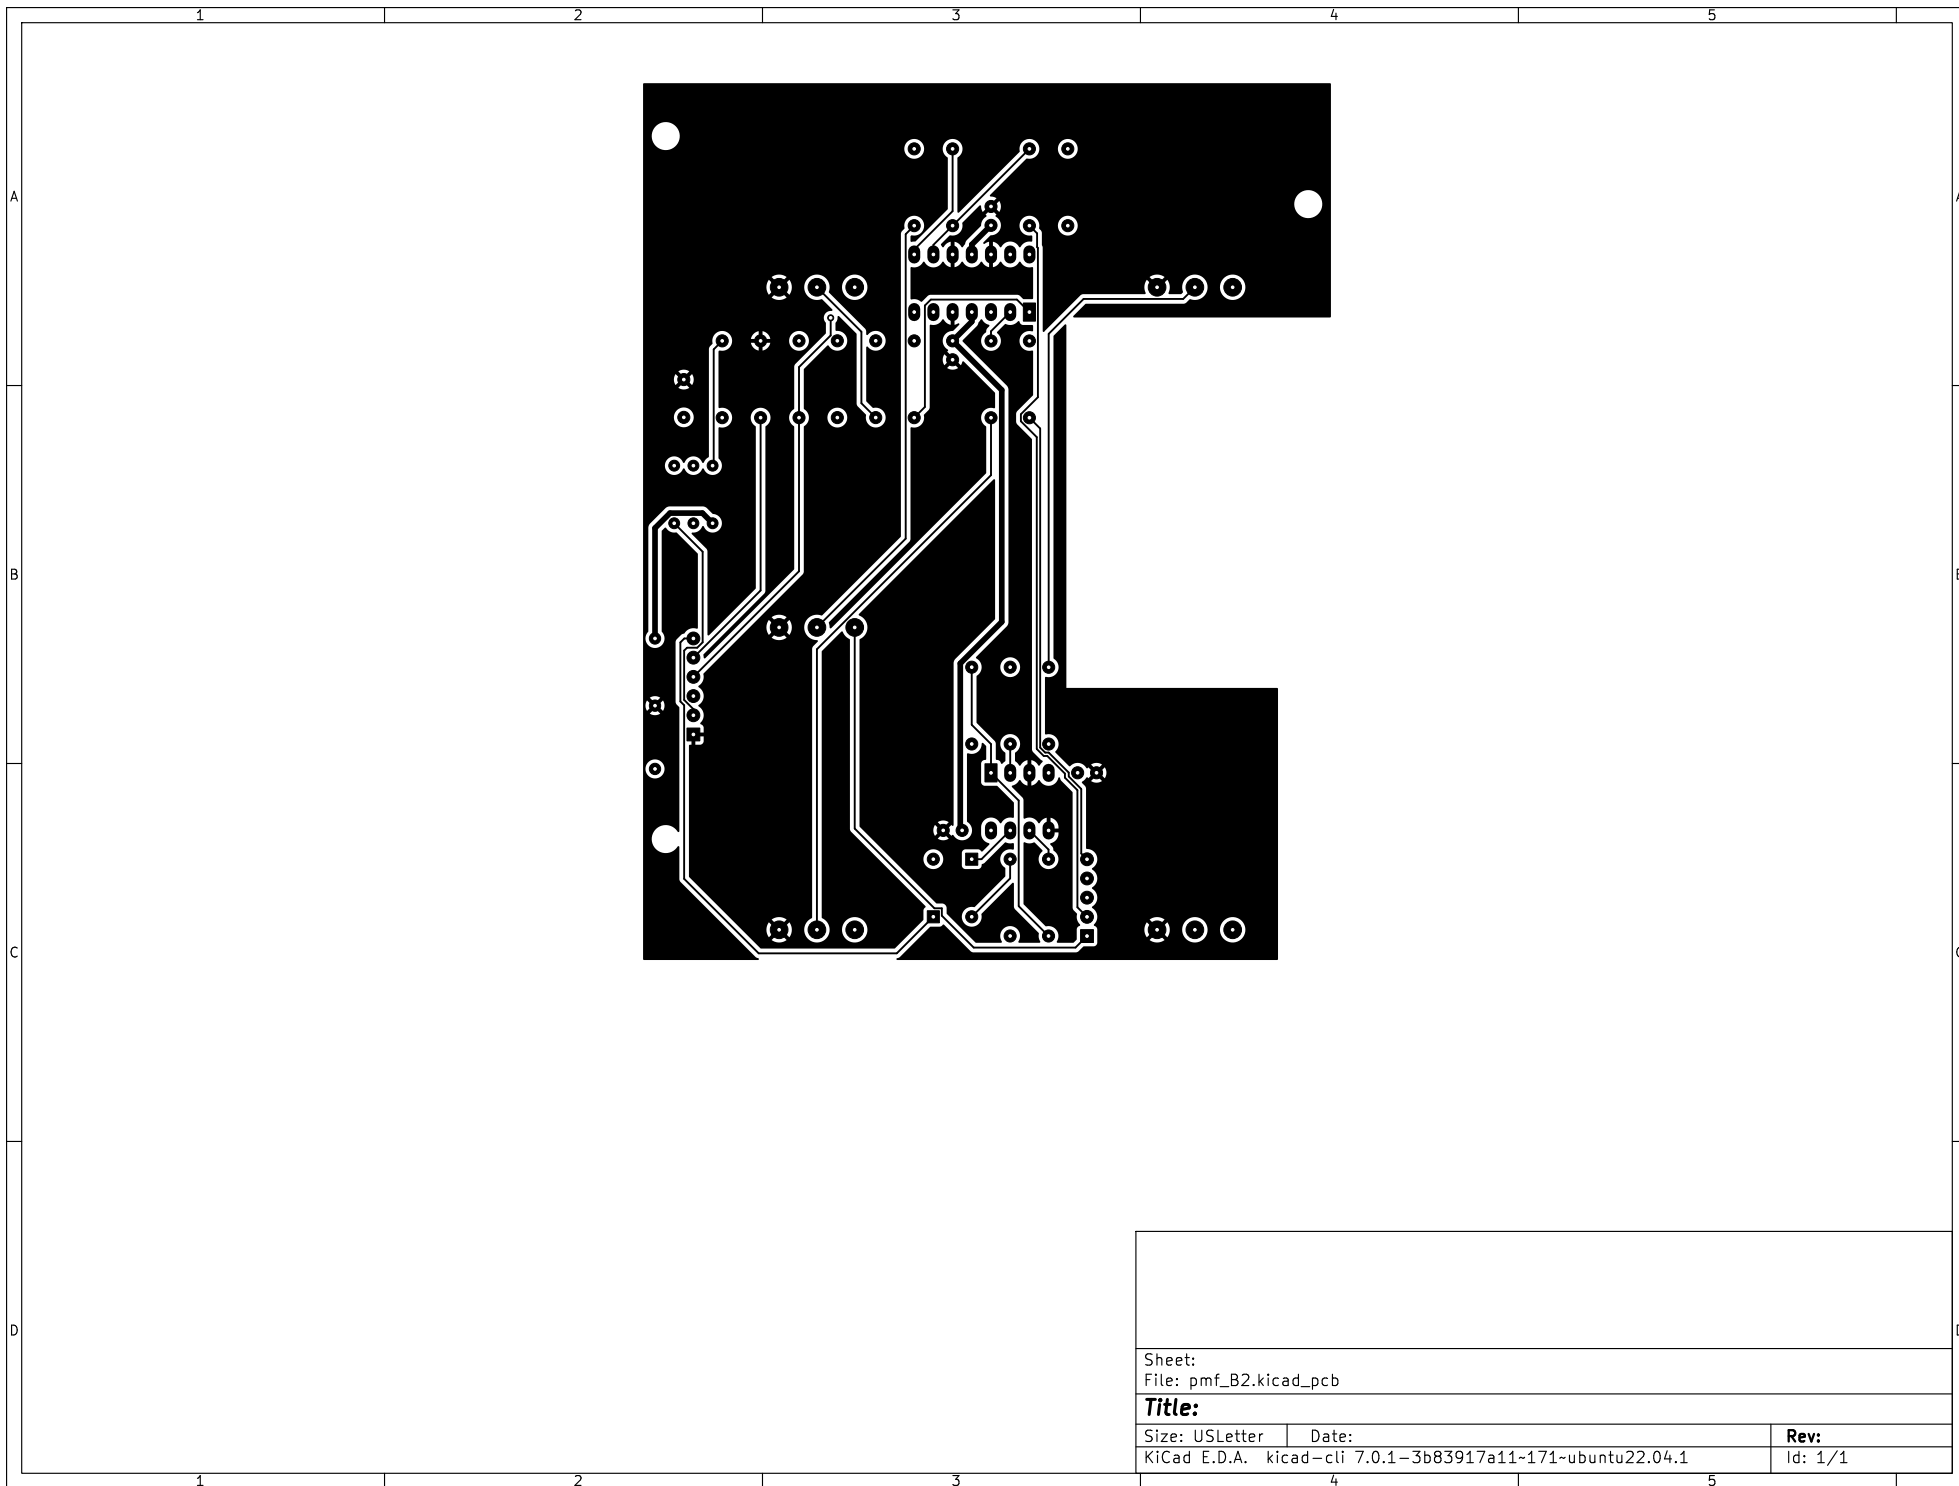 1 2 3 4 5
A A
B B
C C
D D
Sheet:
File: pmf_B2.kicad_pcb
Title:
Size: USLetter Date: Rev:
KiCad E.D.A. kicad-cli 7.0.1-3b83917a11~171~ubuntu22.04.1 Id: 1/1
1 2 3 4 5